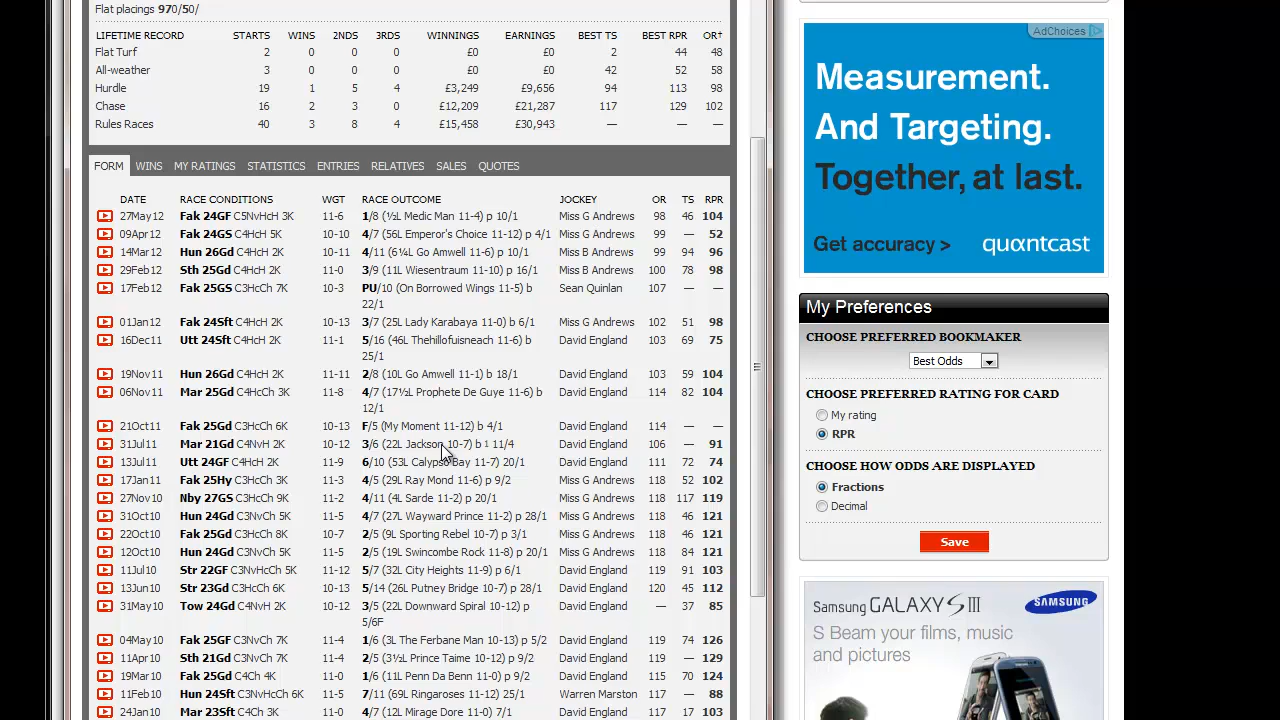 Flat placings 970/50/
LIFETIME RECORD STARTS WINS 2NDS 3RDS WINNINGS EARNINGS BEST TS BEST RPR OR†
Flat Turf 2 0 0 0 £0 £0 2 44 48
All-weather 3 0 0 0 £0 £0 42 52 58
Hurdle 19 1 5 4 £3,249 £9,656 94 113 98
Chase 16 2 3 0 £12,209 £21,287 117 129 102
Rules Races 40 3 8 4 £15,458 £30,943 — — —
FORM WINS MY RATINGS STATISTICS ENTRIES RELATIVES SALES QUOTES
DATE RACE CONDITIONS WGT RACE OUTCOME JOCKEY OR TS RPR
27May12 Fak 24GF C5NvHcH 3K 11-6 1/8 (½L Medic Man 11-4) p 10/1 Miss G Andrews 98 46 104
09Apr12 Fak 24GS C4HcH 5K 10-10 4/7 (56L Emperor's Choice 11-12) p 4/1 Miss G Andrews 99 — 52
14Mar12 Hun 26Gd C4HcH 2K 10-11 4/11 (6¼L Go Amwell 11-6) p 10/1 Miss B Andrews 99 94 96
29Feb12 Sth 25Gd C4HcH 2K 11-0 3/9 (11L Wiesentraum 11-10) p 16/1 Miss B Andrews 100 78 98
17Feb12 Fak 25GS C3HcCh 7K 10-3 PU/10 (On Borrowed Wings 11-5) b Sean Quinlan 107 — —
22/1
01Jan12 Fak 24Sft C4HcH 2K 10-13 3/7 (25L Lady Karabaya 11-0) b 6/1 Miss G Andrews 102 51 98
16Dec11 Utt 24Sft C4HcH 2K 11-1 5/16 (46L Thehillofuisneach 11-6) b David England 103 69 75
25/1
19Nov11 Hun 26Gd C4HcH 2K 11-11 2/8 (10L Go Amwell 11-1) b 18/1 David England 103 59 104
06Nov11 Mar 25Gd C3HcCh 4K 11-8 4/7 (17½L Prophete De Guye 11-6) b David England 114 82 104
12/1
21Oct11 Fak 25Gd C3HcCh 6K 10-13 F/5 (My Moment 11-12) b 4/1 David England 114 — —
31Jul11 Mar 21Gd C4NvH 2K 10-12 3/6 (22L Jackson 10-7) b 1 11/4 David England 106 — 91
13Jul11 Utt 24GF C4HcH 2K 11-9 6/10 (53L Calypso Bay 11-7) 20/1 David England 111 72 74
17Jan11 Fak 25Hy C3HcCh 3K 11-3 4/5 (29L Ray Mond 11-6) p 9/2 Miss G Andrews 118 52 102
27Nov10 Nby 27GS C2HcCh 9K 11-2 4/11 (4L Sarde 11-2) p 20/1 Miss G Andrews 118 117 119
31Oct10 Hun 24Gd C3NvCh 5K 11-5 4/7 (27L Wayward Prince 11-2) p 28/1 Miss G Andrews 118 46 121
22Oct10 Fak 25Gd C3HcCh 8K 10-7 2/5 (9L Sporting Rebel 10-7) p 3/1 Miss G Andrews 118 46 121
12Oct10 Hun 24Gd C3NvCh 5K 11-5 2/5 (19L Swincombe Rock 11-8) p 20/1 Miss G Andrews 118 84 121
11Jul10 Str 22GF C3NvHcCh 6K 11-12 5/7 (32L City Heights 11-9) p 6/1 David England 119 91 103
13Jun10 Str 23Gd C3HcCh 6K 10-13 5/14 (26L Putney Bridge 10-7) p 28/1 David England 120 45 112
31May10 Tow 24Gd C4NvH 2K 10-12 3/5 (22L Downward Spiral 10-12) p David England — 37 85
5/6F
04May10 Fak 25GF C3NvCh 7K 11-4 1/6 (3L The Ferbane Man 10-13) p 5/2 David England 119 74 126
11Apr10 Sth 21Gd C3NvCh 7K 11-4 2/5 (3½L Prince Taime 10-12) p 9/2 David England 119 — 129
19Mar10 Fak 25Gd C4Ch 4K 11-0 1/6 (11L Penn Da Benn 11-0) p 9/2 David England 115 70 124
11Feb10 Hun 24Sft C3NvCh 6K 11-5 7/11 (69L Ringaroses 11-12) 25/1 Warren Marston 117 — 88
24Jan10 Mar 23Sft C4Ch 3K 11-0 4/7 (12L Mirage Dore 11-0) 7/1 David England 117 17 103
AdChoices
Measurement.
And Targeting.
Together, at last.
Get accuracy > quantcast
My Preferences
CHOOSE PREFERRED BOOKMAKER
Best Odds
CHOOSE PREFERRED RATING FOR CARD
My rating
RPR
CHOOSE HOW ODDS ARE DISPLAYED
Fractions
Decimal
Save
Samsung GALAXY S III SAMSUNG
S Beam your films, music
and pictures